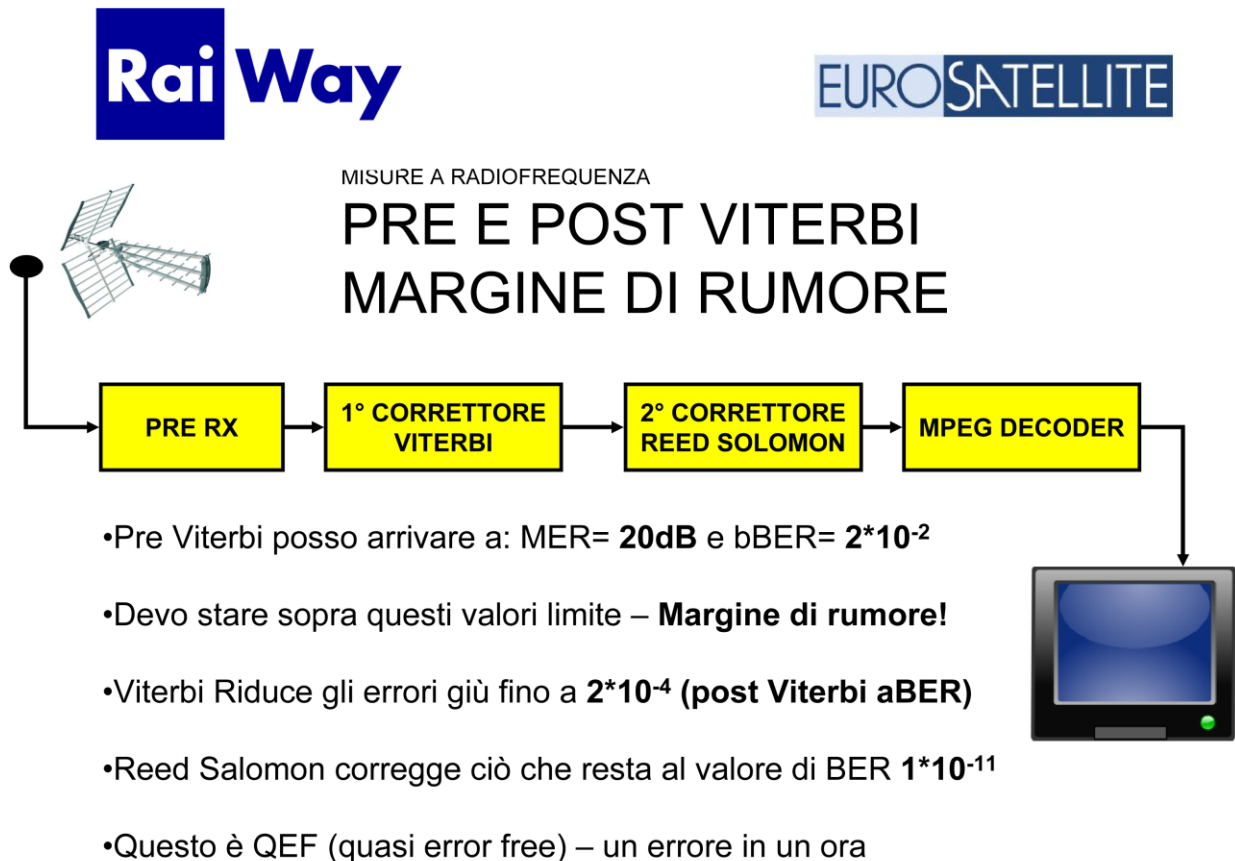 Rai Way
EUROSATELLITE
MISURE A RADIOFREQUENZA
PRE E POST VITERBI
MARGINE DI RUMORE
PRE RX
1° CORRETTORE
VITERBI
2° CORRETTORE
REED SOLOMON
MPEG DECODER
•Pre Viterbi posso arrivare a: MER= 20dB e bBER= 2*10⁻²
•Devo stare sopra questi valori limite – Margine di rumore!
•Viterbi Riduce gli errori giù fino a 2*10⁻⁴ (post Viterbi aBER)
•Reed Salomon corregge ciò che resta al valore di BER 1*10⁻¹¹
•Questo è QEF (quasi error free) – un errore in un ora